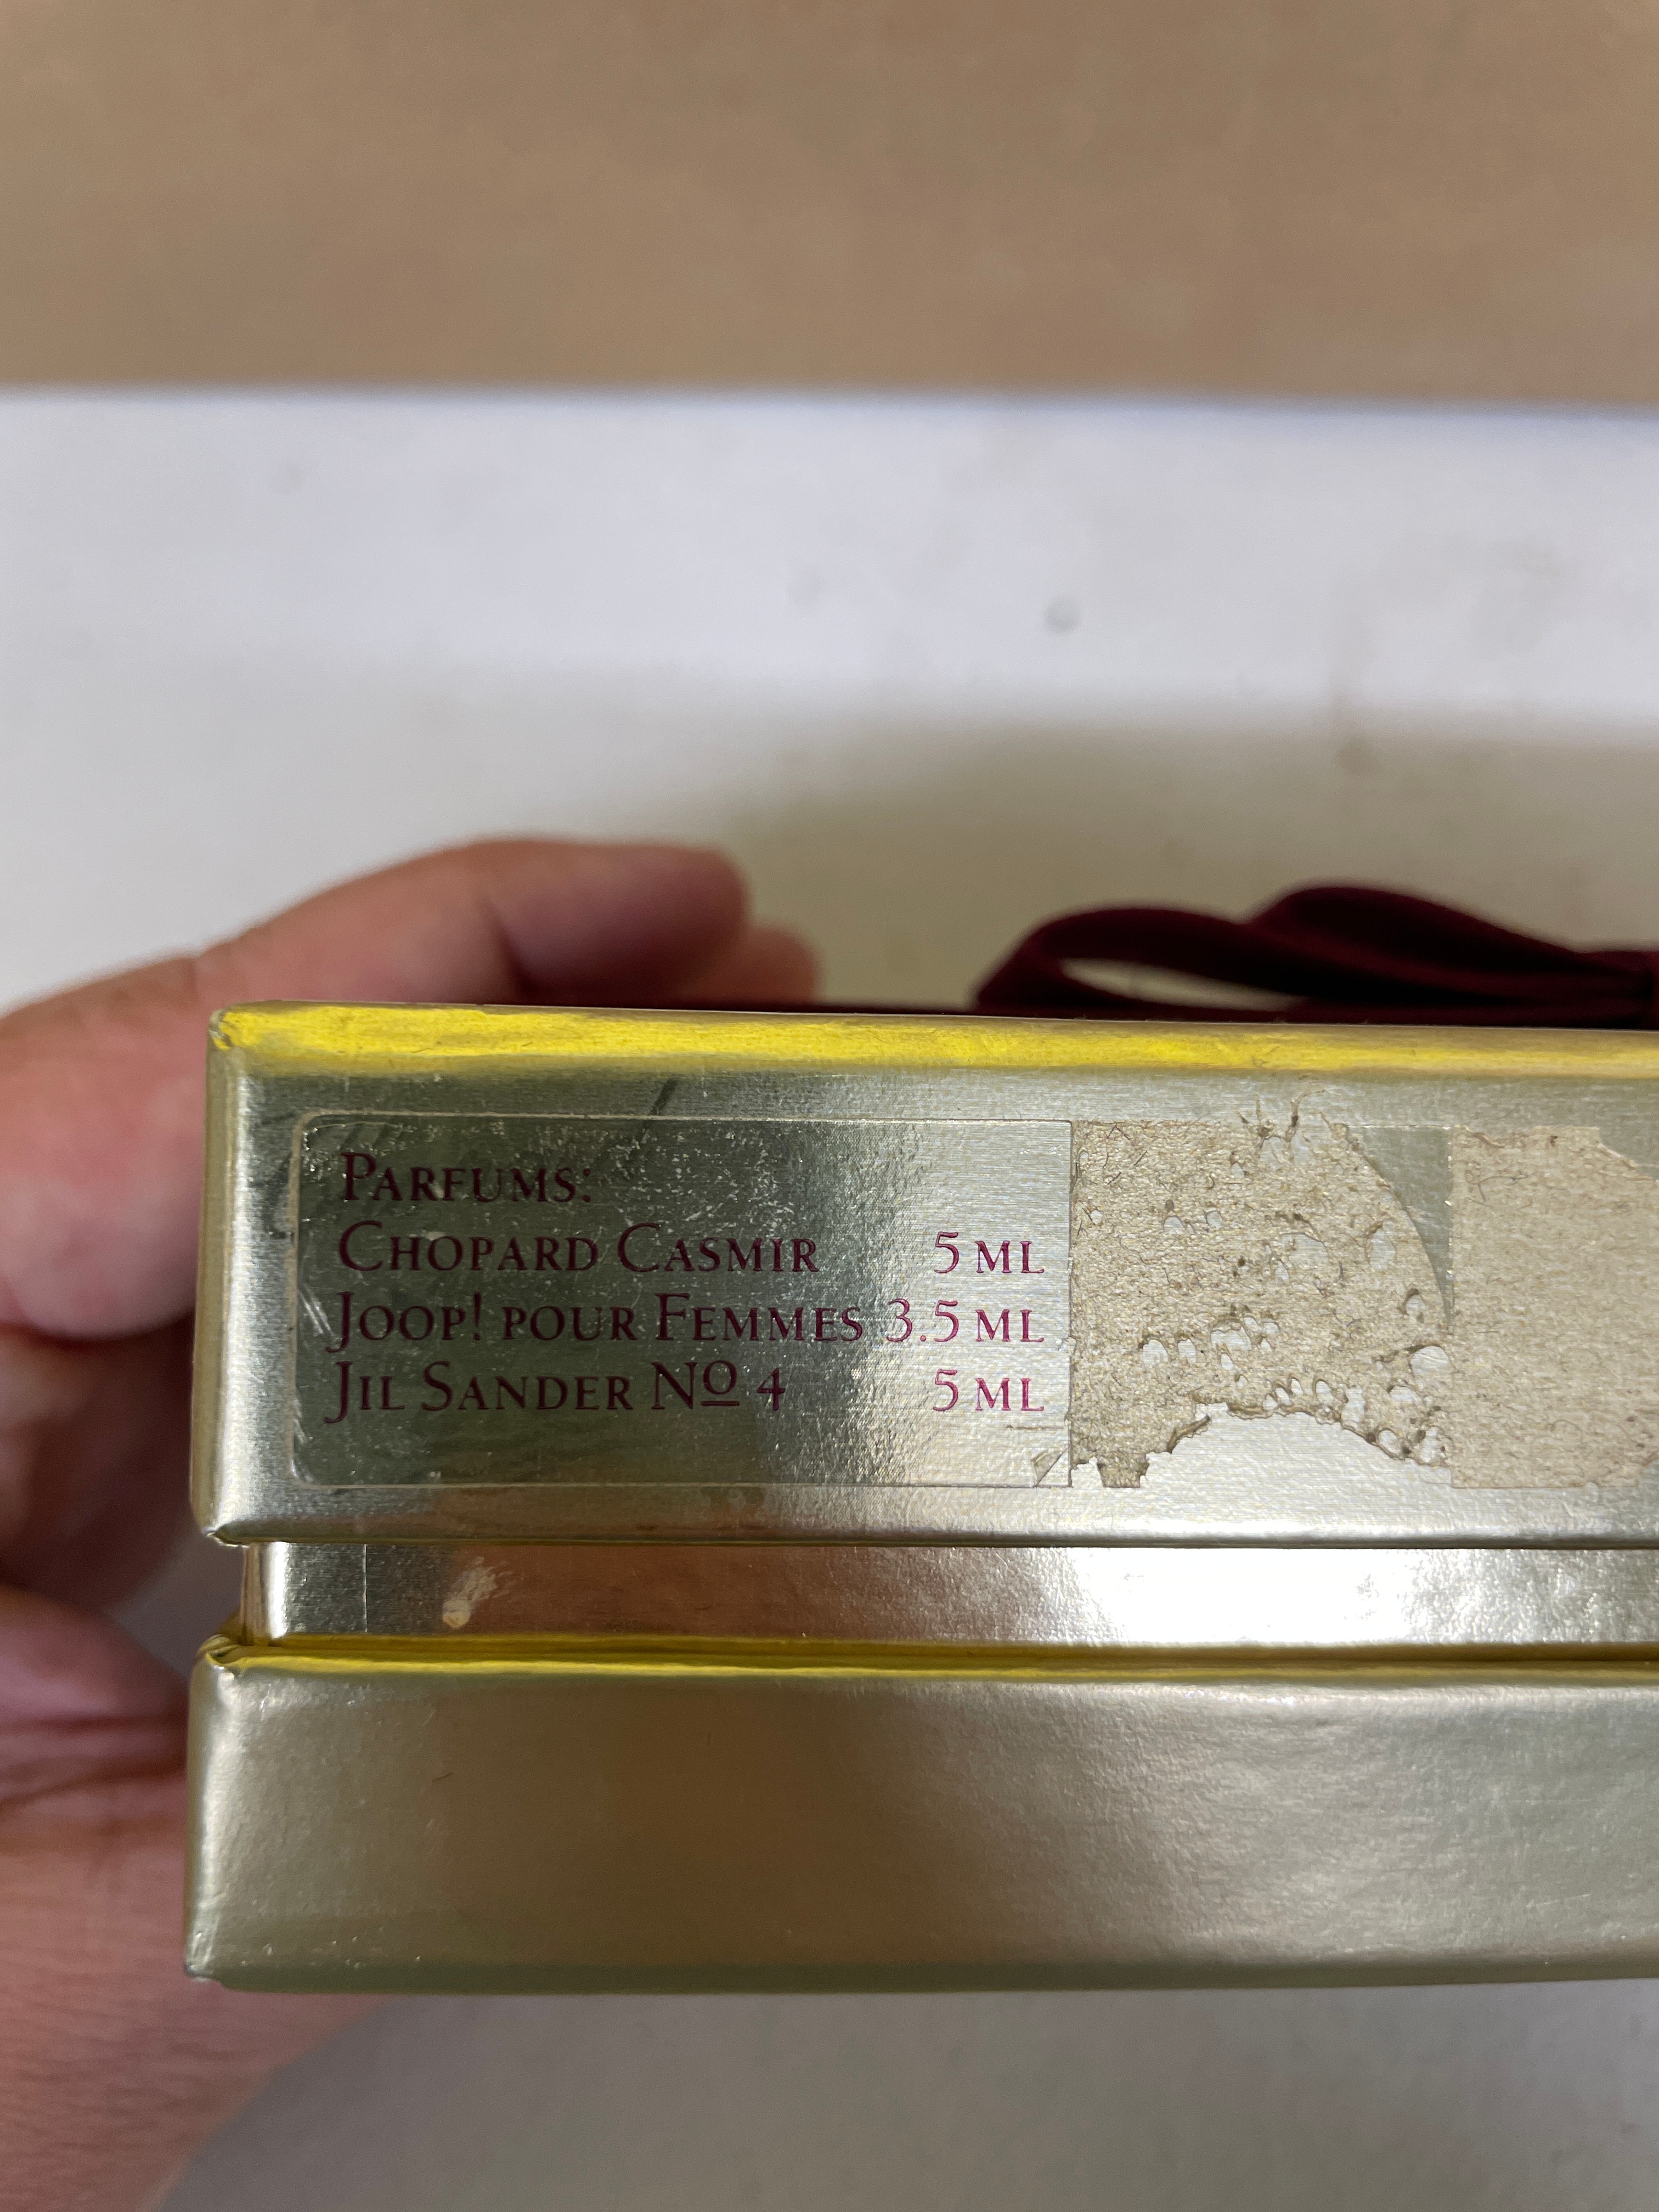 PARFUMS:
CHOPARD CASMIR 5 ML
JOOP! POUR FEMMES 3.5 ML
JIL SANDER Nº 4 5 ML